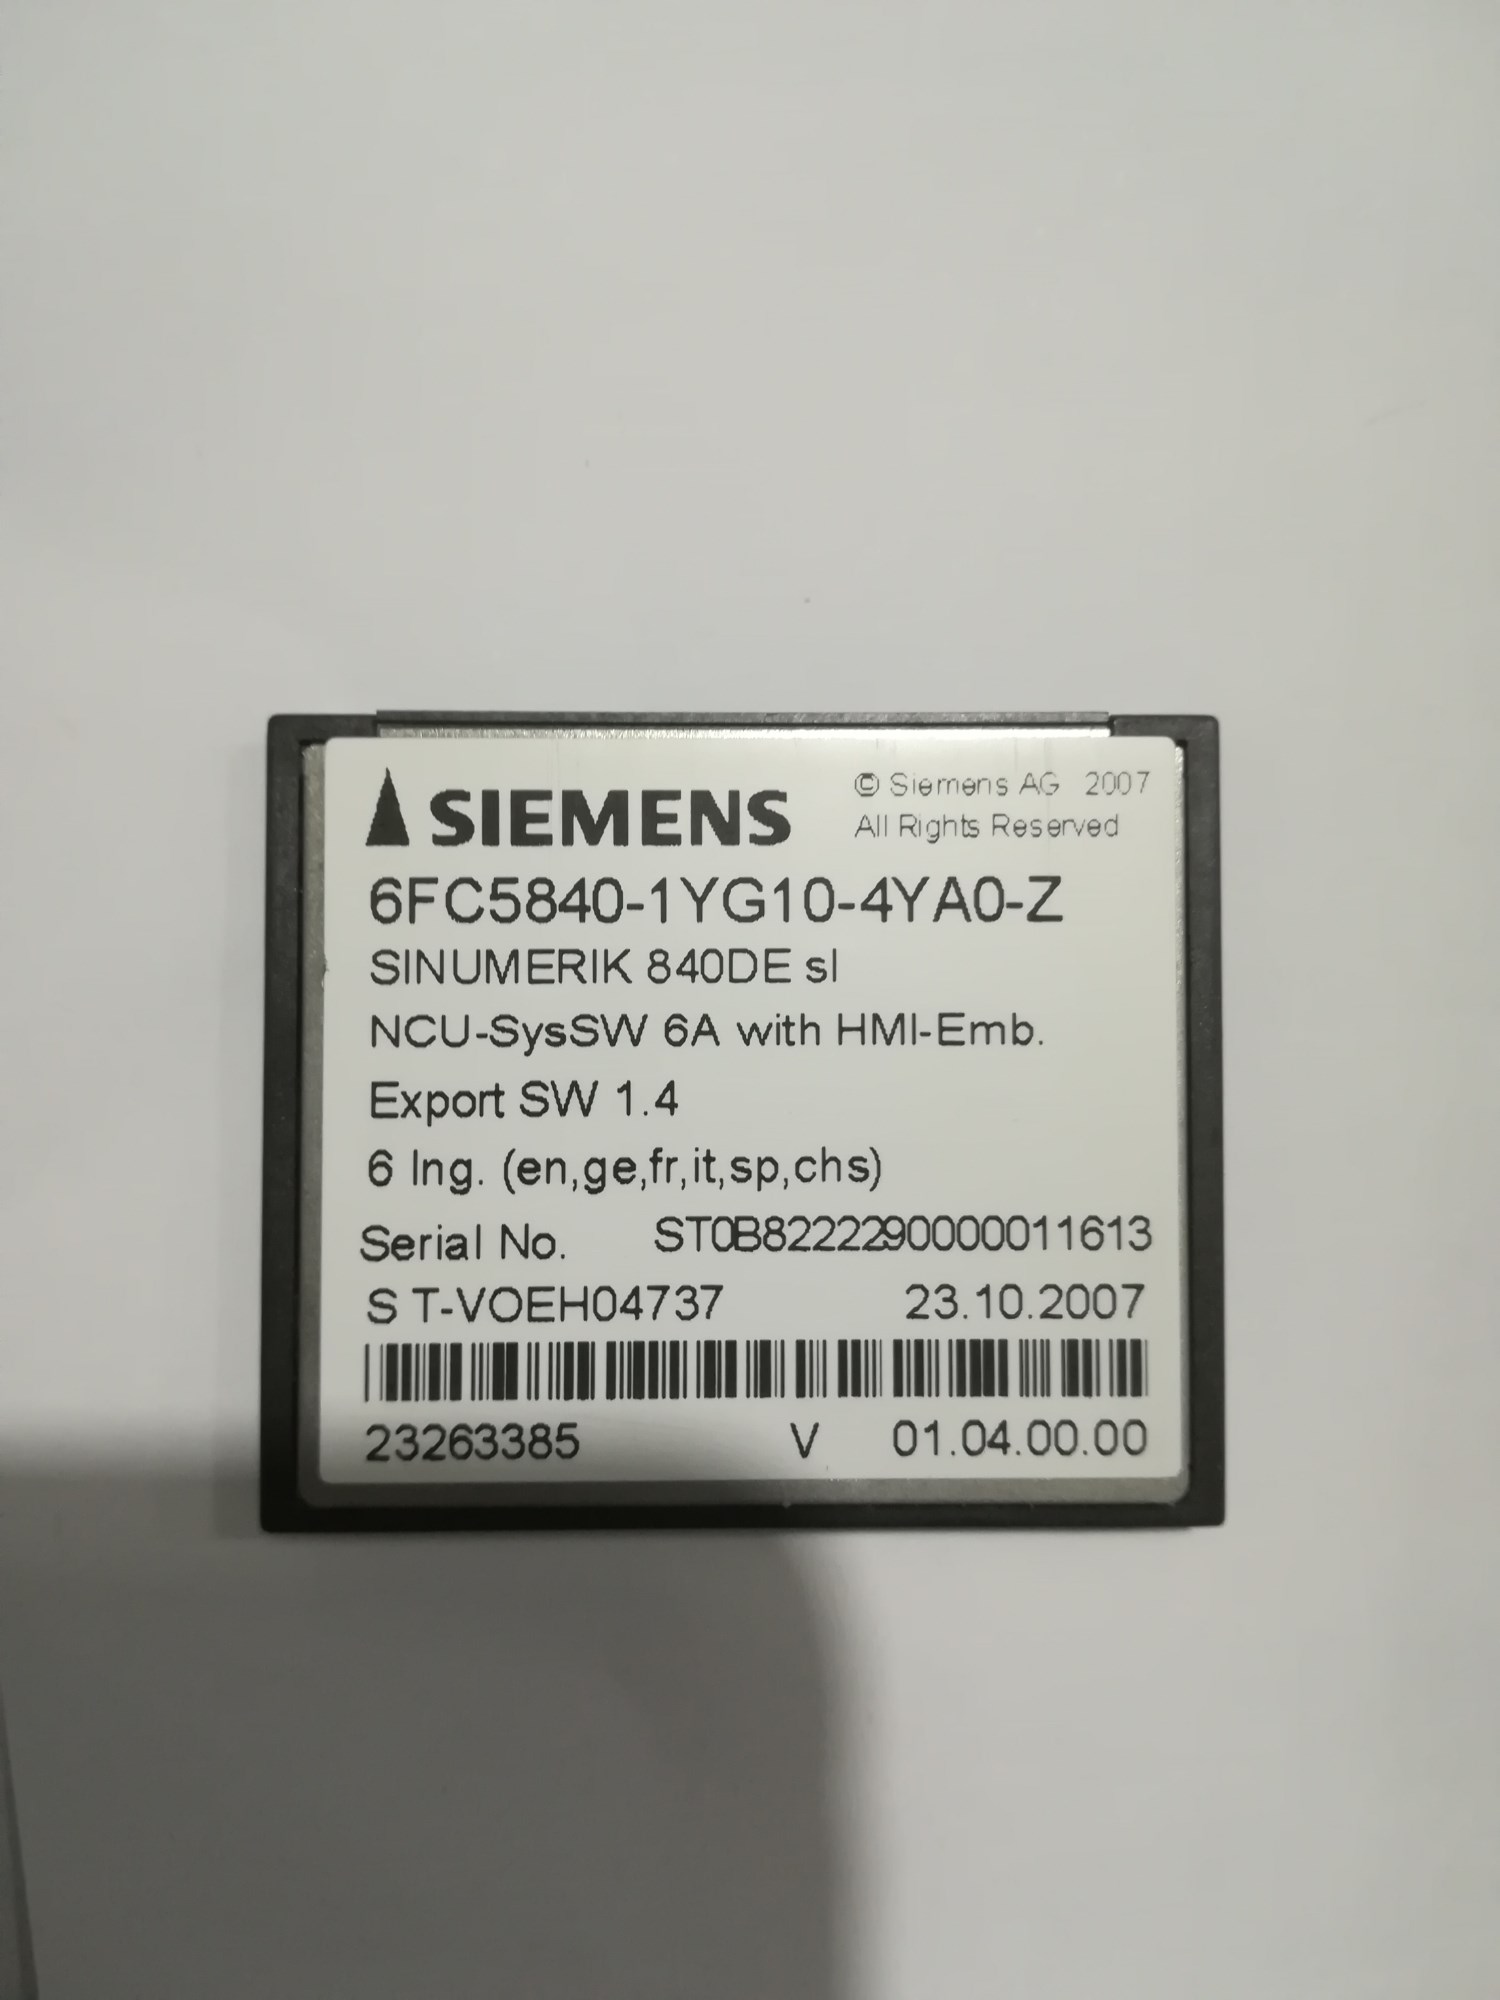 SIEMENS
© Siemens AG 2007
All Rights Reserved
6FC5840-1YG10-4YA0-Z
SINUMERIK 840DE sl
NCU-SysSW 6A with HMI-Emb.
Export SW 1.4
6 lng. (en,ge,fr,it,sp,chs)
Serial No. ST0B8222290000011613
S T-VOEH04737 23.10.2007
23263385 V 01.04.00.00